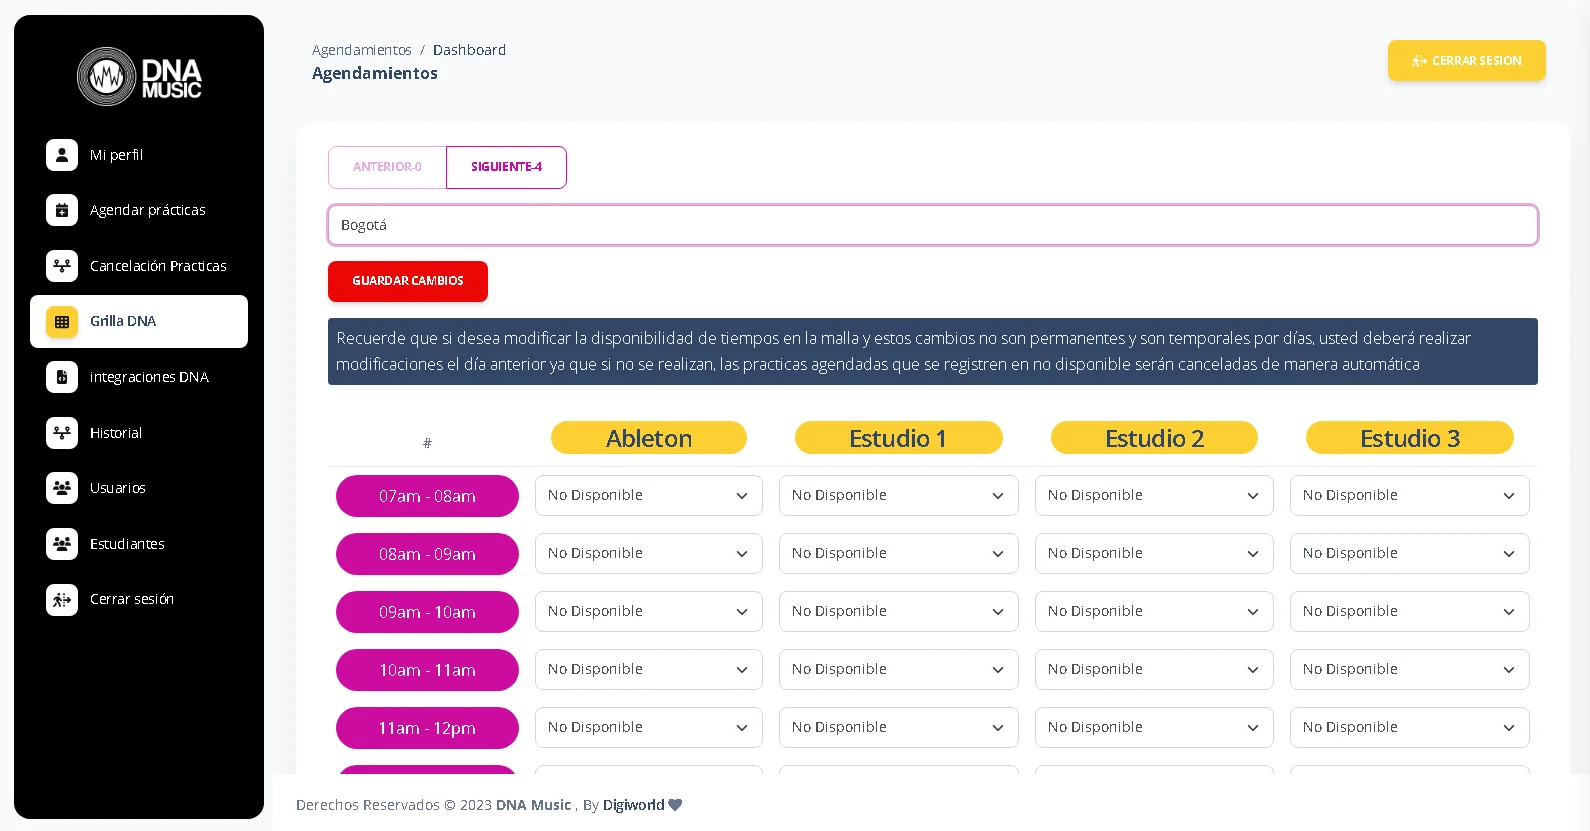 DNA
MUSIC
Mi perfil
Agendar prácticas
Cancelación Practicas
Grilla DNA
integraciones DNA
Historial
Usuarios
Estudiantes
Cerrar sesión
Agendamientos / Dashboard
Agendamientos
CERRAR SESION
ANTERIOR-0 SIGUIENTE-4
Bogotá
GUARDAR CAMBIOS
Recuerde que si desea modificar la disponibilidad de tiempos en la malla y estos cambios no son permanentes y son temporales por días, usted deberá realizar
modificaciones el día anterior ya que si no se realizan, las practicas agendadas que se registren en no disponible serán canceladas de manera automática
# Ableton Estudio 1 Estudio 2 Estudio 3
07am - 08am No Disponible No Disponible No Disponible No Disponible
08am - 09am No Disponible No Disponible No Disponible No Disponible
09am - 10am No Disponible No Disponible No Disponible No Disponible
10am - 11am No Disponible No Disponible No Disponible No Disponible
11am - 12pm No Disponible No Disponible No Disponible No Disponible
Derechos Reservados © 2023 DNA Music , By Digiworld